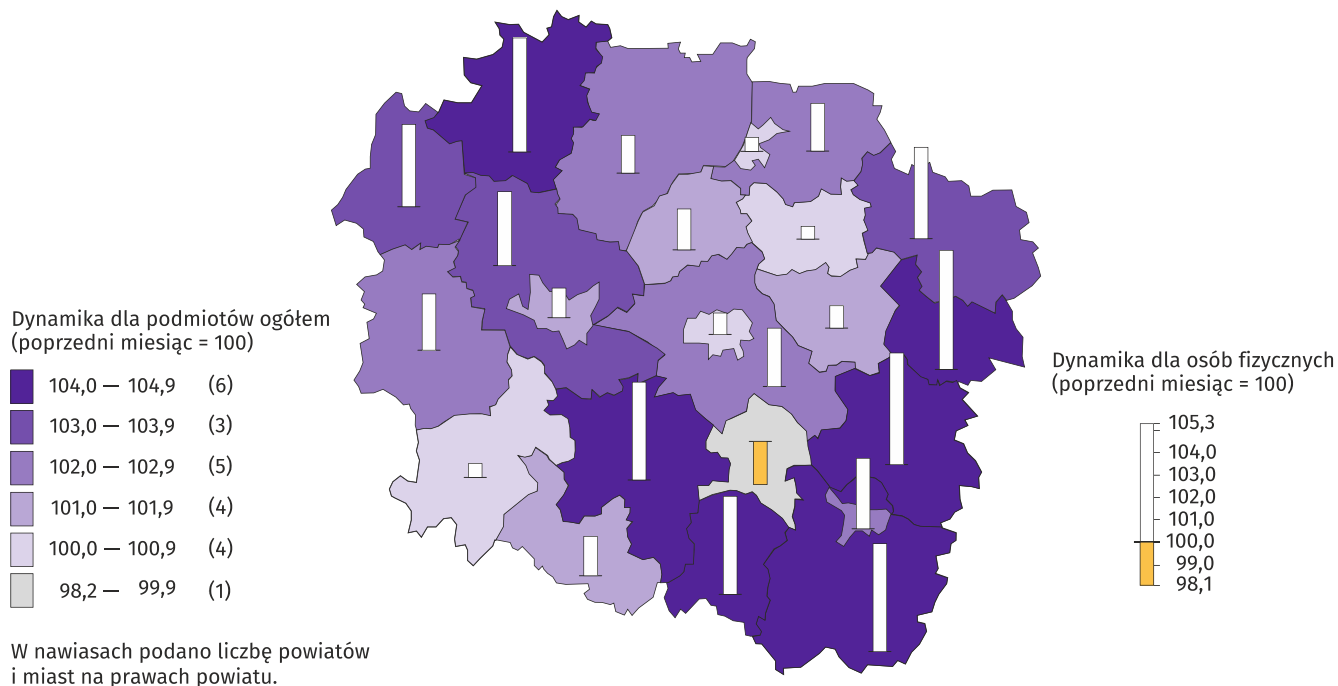 Dynamika dla podmiotów ogółem
(poprzedni miesiąc = 100)
104,0 — 104,9 (6)
103,0 — 103,9 (3)
102,0 — 102,9 (5)
101,0 — 101,9 (4)
100,0 — 100,9 (4)
98,2 — 99,9 (1)
W nawiasach podano liczbę powiatów
i miast na prawach powiatu.
Dynamika dla osób fizycznych
(poprzedni miesiąc = 100)
105,3
104,0
103,0
102,0
101,0
100,0
99,0
98,1